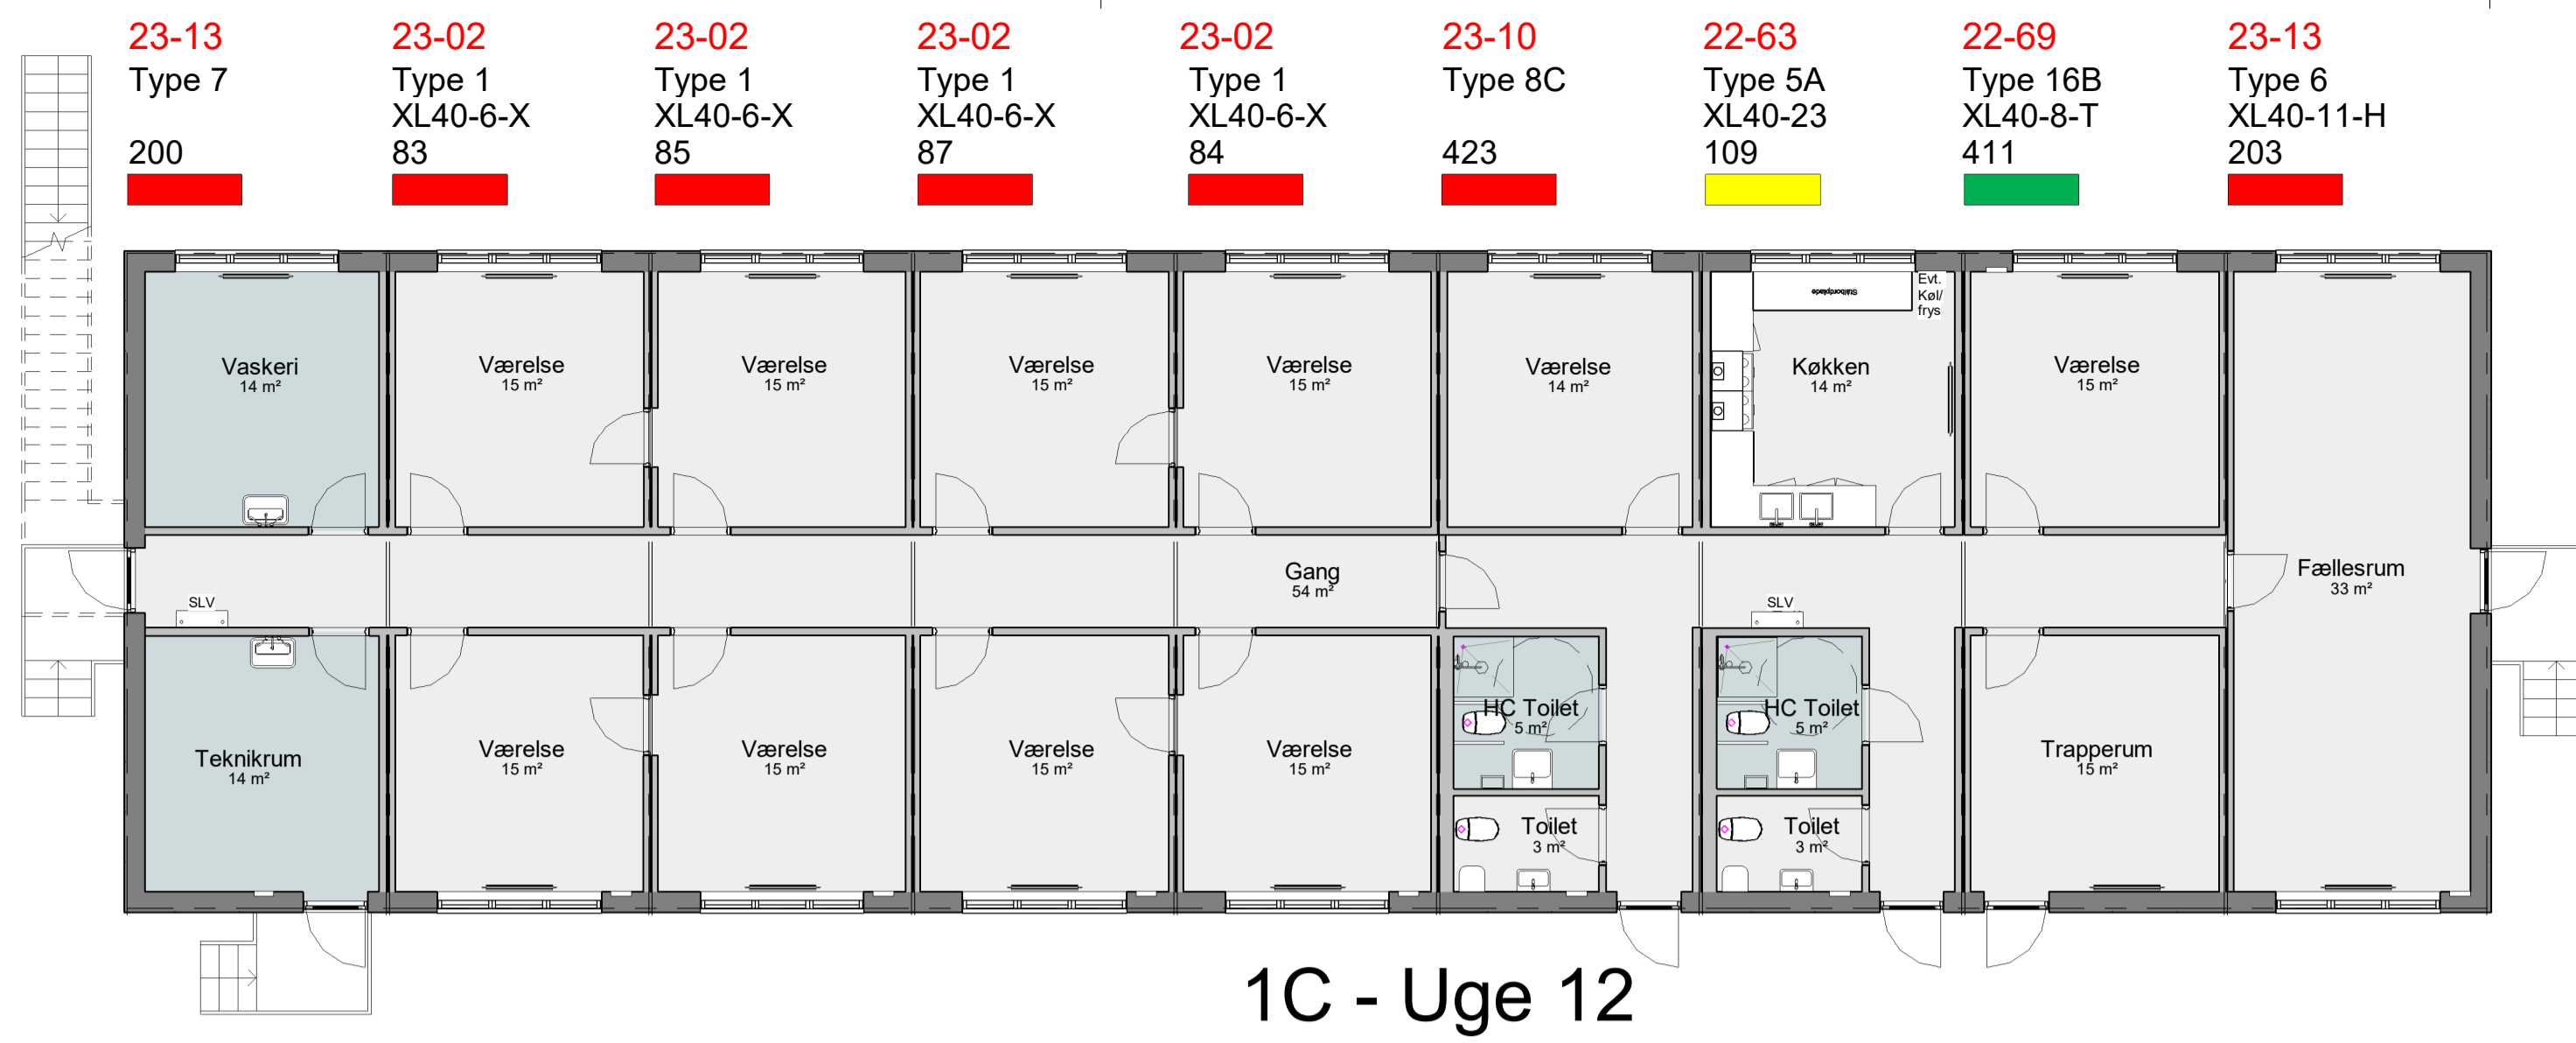 23-13
Type 7
200
23-02
Type 1
XL40-6-X
83
23-02
Type 1
XL40-6-X
85
23-02
Type 1
XL40-6-X
87
23-02
Type 1
XL40-6-X
84
23-10
Type 8C
423
22-63
Type 5A
XL40-23
109
22-69
Type 16B
XL40-8-T
411
23-13
Type 6
XL40-11-H
203
Stålbordplade
Evt.
Køl/
frys
Vaskeri
14 m²
Værelse
15 m²
Værelse
15 m²
Værelse
15 m²
Værelse
15 m²
Værelse
14 m²
Køkken
14 m²
Værelse
15 m²
Gang
54 m²
Fællesrum
33 m²
SLV
SLV
Teknikrum
14 m²
Værelse
15 m²
Værelse
15 m²
Værelse
15 m²
Værelse
15 m²
HC Toilet
5 m²
HC Toilet
5 m²
Trapperum
15 m²
Toilet
3 m²
Toilet
3 m²
1C - Uge 12